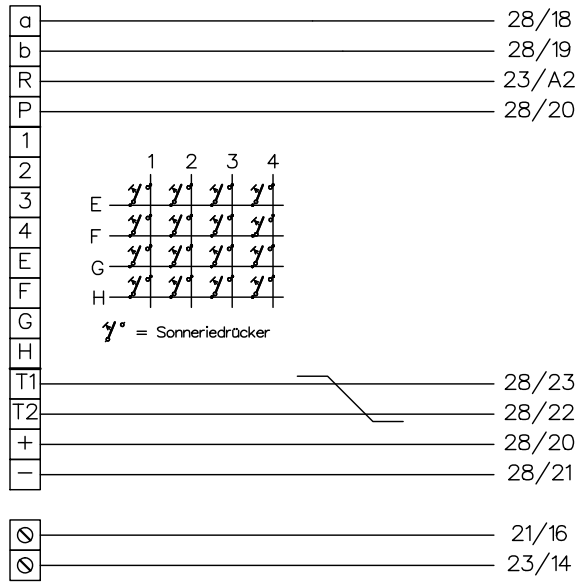 a 28/18
b 28/19
R 23/A2
P 28/20
1
2
3
4
E
F
G
H
1 2 3 4
E
F
G
H
= Sonneriedrücker
T1 28/23
T2 28/22
+ 28/20
− 28/21
21/16
23/14